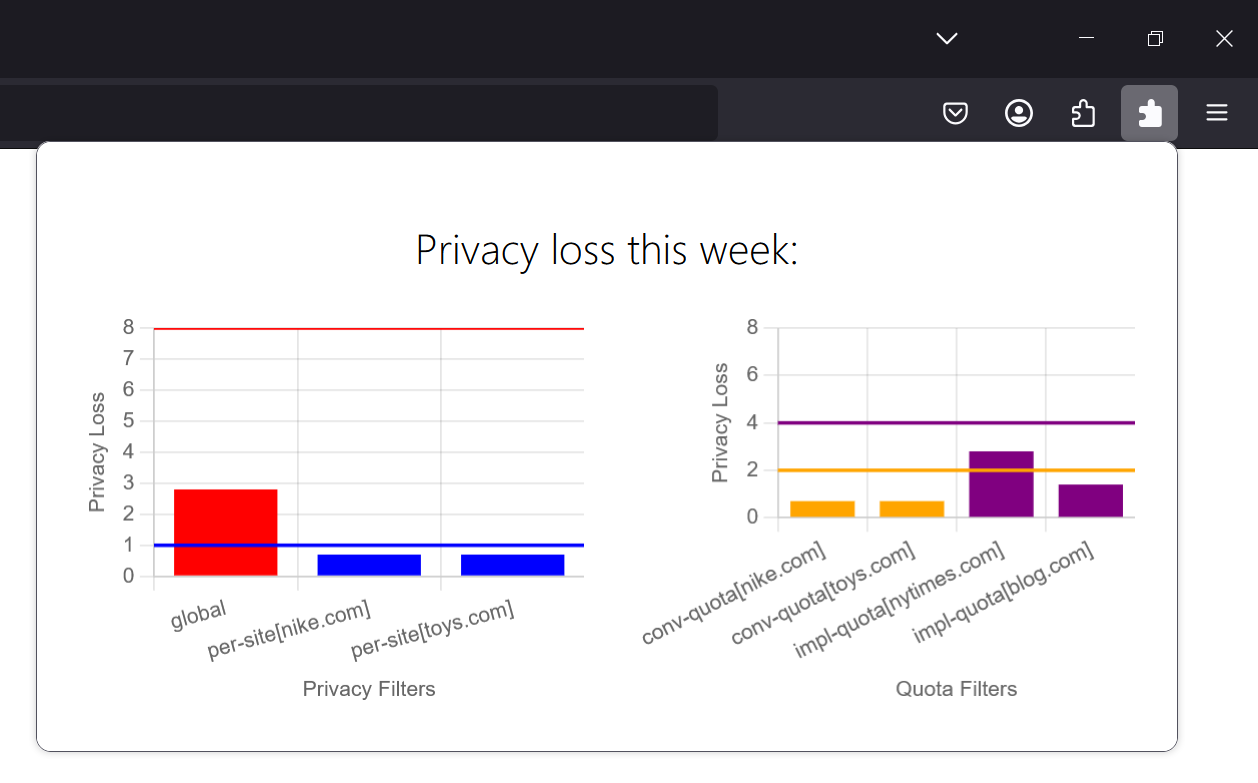 Privacy loss this week:
8
7
6
5
4
3
2
1
0
Privacy Loss
global
per-site[nike.com]
per-site[toys.com]
Privacy Filters
8
6
4
2
0
Privacy Loss
conv-quota[nike.com]
conv-quota[toys.com]
impl-quota[nytimes.com]
impl-quota[blog.com]
Quota Filters